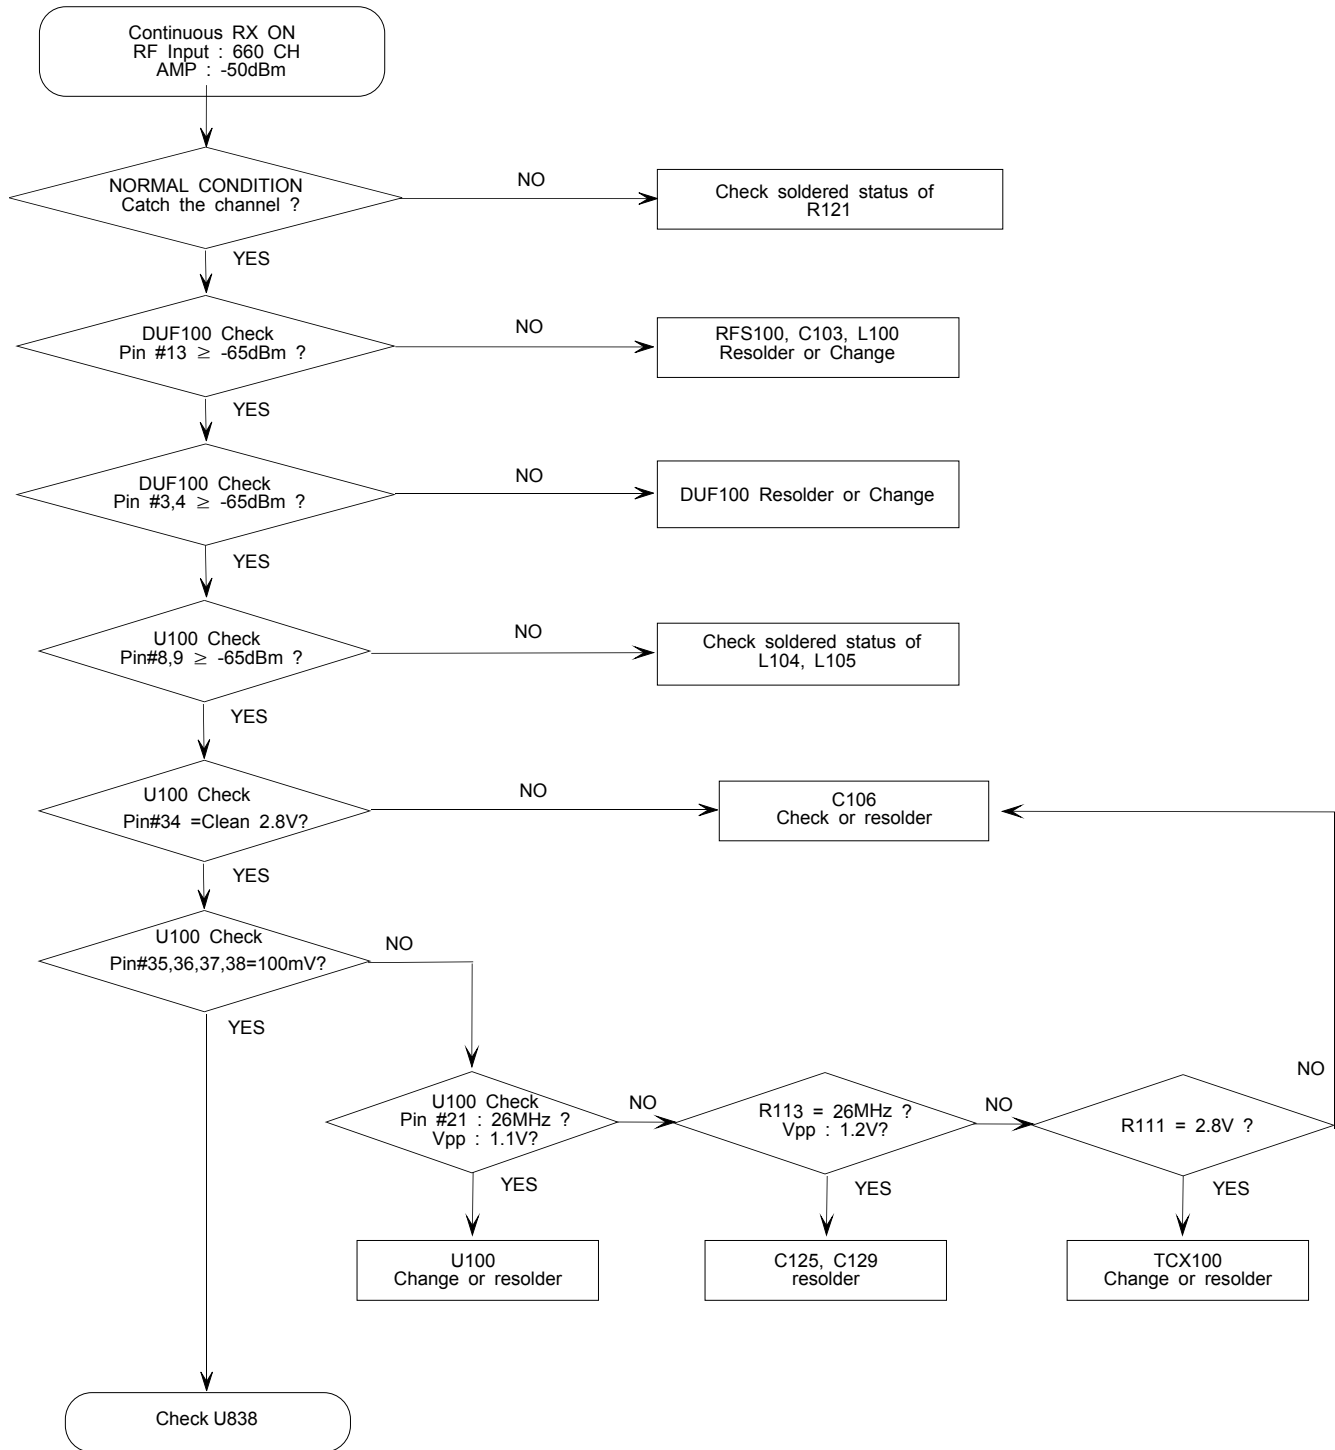 Continuous RX ON
RF Input : 660 CH
AMP : -50dBm
NORMAL CONDITION
Catch the channel ?
NO
Check soldered status of
R121
YES
DUF100 Check
Pin #13 ≥ -65dBm ?
NO
RFS100, C103, L100
Resolder or Change
YES
DUF100 Check
Pin #3,4 ≥ -65dBm ?
NO
DUF100 Resolder or Change
YES
U100 Check
Pin#8,9 ≥ -65dBm ?
NO
Check soldered status of
L104, L105
YES
U100 Check
Pin#34 =Clean 2.8V?
NO
C106
Check or resolder
YES
U100 Check
Pin#35,36,37,38=100mV?
NO
YES
U100 Check
Pin #21 : 26MHz ?
Vpp : 1.1V?
NO
R113 = 26MHz ?
Vpp : 1.2V?
NO
R111 = 2.8V ?
NO
YES
YES
YES
U100
Change or resolder
C125, C129
resolder
TCX100
Change or resolder
Check U838